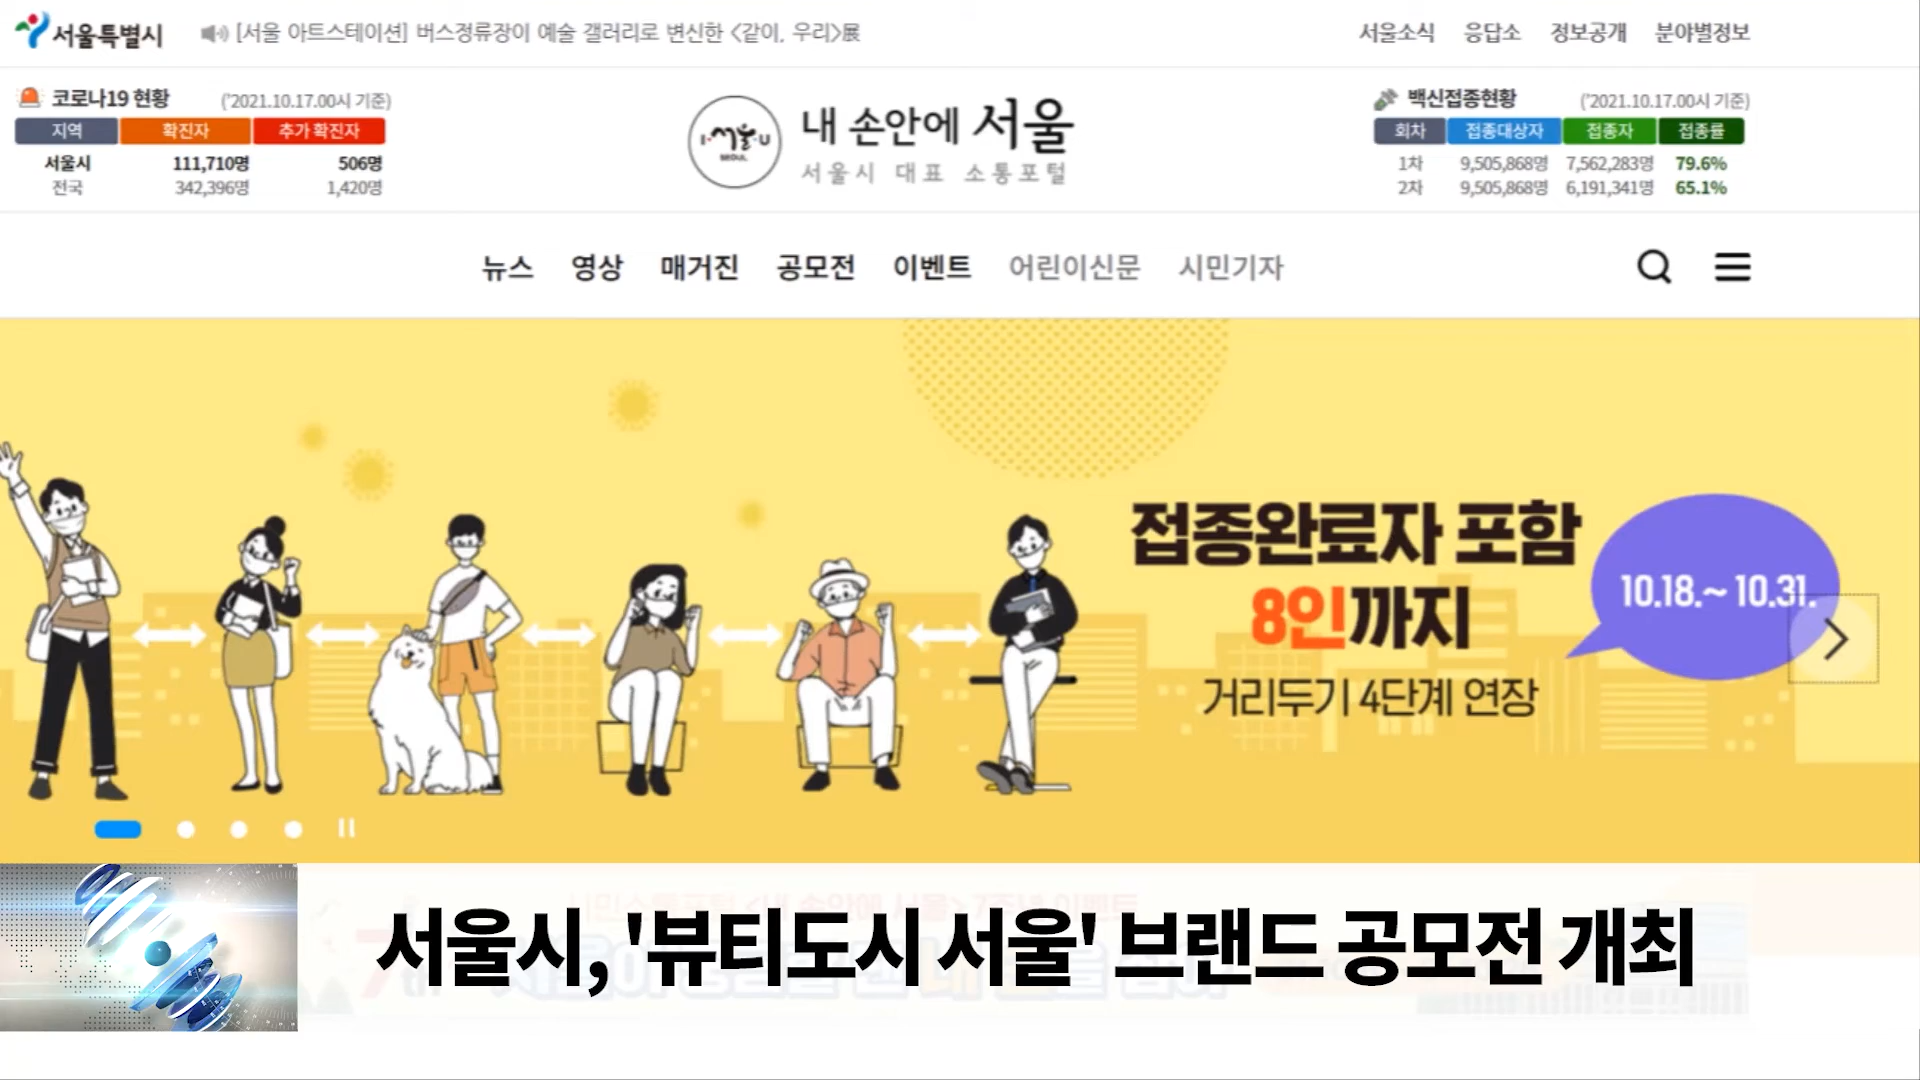 서울특별시
[서울 아트스테이션] 버스정류장이 예술 갤러리로 변신한 <같이, 우리>展
서울소식 응답소 정보공개 분야별정보
코로나19 현황 ('2021.10.17.00시 기준)
지역 확진자 추가 확진자
서울시 111,710명 506명
전국 342,396명 1,420명
I·서울·U
SEOUL
내 손안에 서울
서울시 대표 소통포털
백신접종현황 ('2021.10.17.00시 기준)
회차 접종대상자 접종자 접종률
1차 9,505,868명 7,562,283명 79.6%
2차 9,505,868명 6,191,341명 65.1%
뉴스 영상 매거진 공모전 이벤트 어린이신문 시민기자
접종완료자 포함
8인까지
거리두기 4단계 연장
10.18.~ 10.31.
서울시, '뷰티도시 서울' 브랜드 공모전 개최